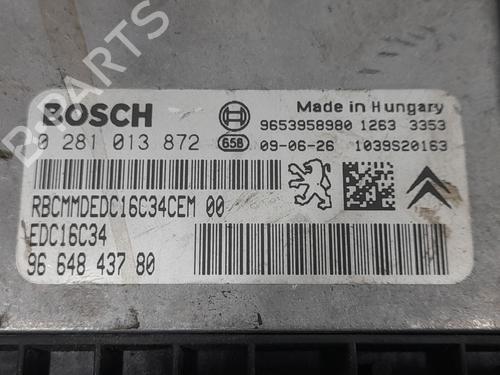 B-PARTS
BOSCH
Made in Hungary
9653958980 1263 3353
0 281 013 872 658 09-06-26 1039S20163
RBCMMDEDC16C34CEM 00
EDC16C34
96 648 437 80